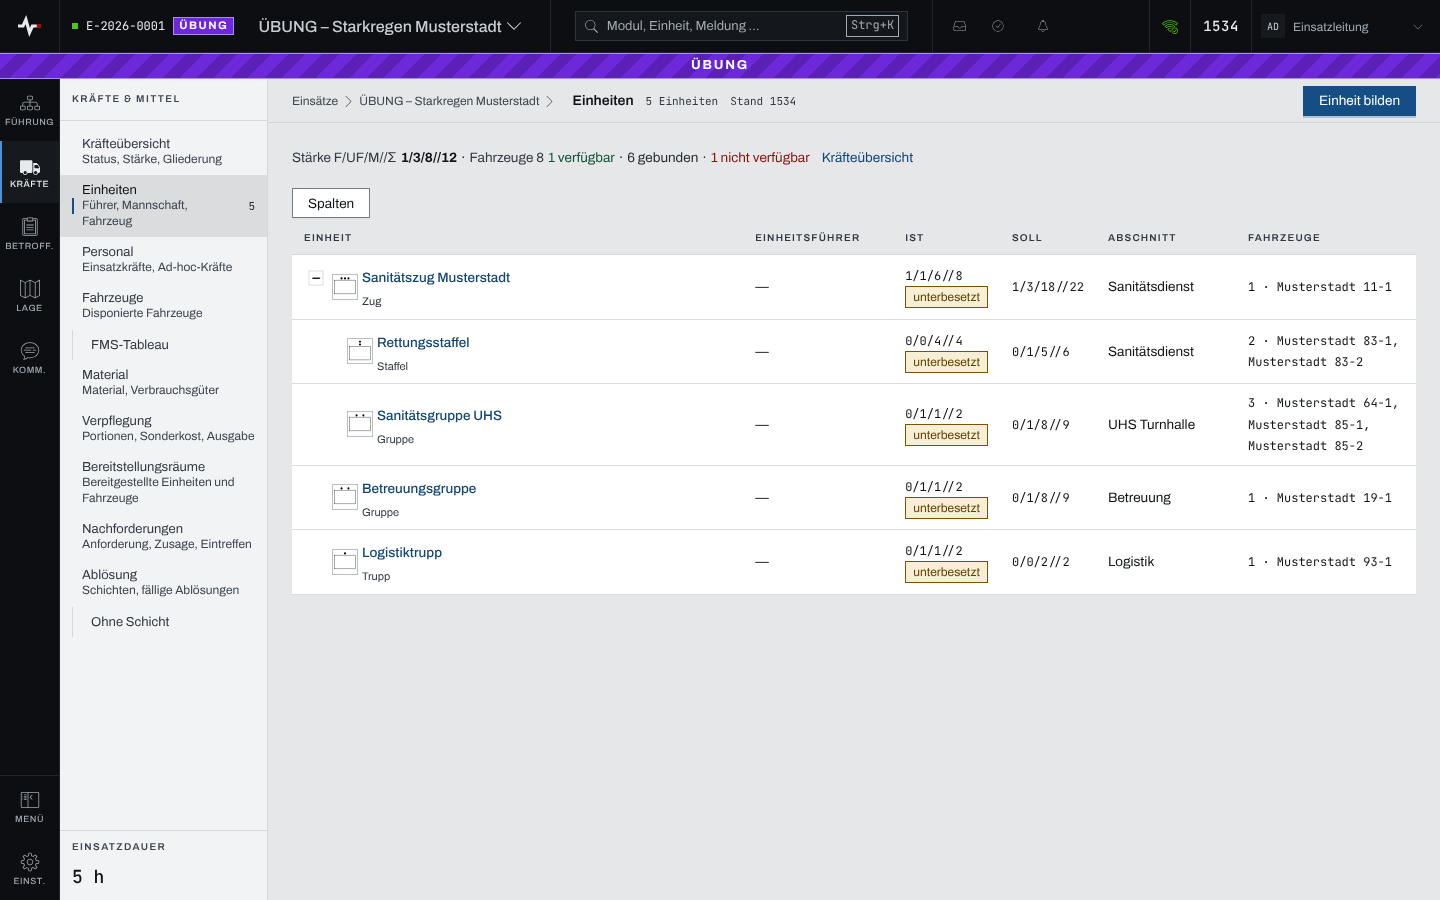 E-2026-0001 ÜBUNG ÜBUNG – Starkregen Musterstadt Modul, Einheit, Meldung ... Strg+K 1534 AD Einsatzleitung
ÜBUNG
FÜHRUNG
KRÄFTE
BETROFF.
LAGE
KOMM.
MENÜ
EINST.
KRÄFTE & MITTEL
Kräfteübersicht
Status, Stärke, Gliederung
Einheiten
Führer, Mannschaft,
Fahrzeug
5
Personal
Einsatzkräfte, Ad-hoc-Kräfte
Fahrzeuge
Disponierte Fahrzeuge
FMS-Tableau
Material
Material, Verbrauchsgüter
Verpflegung
Portionen, Sonderkost, Ausgabe
Bereitstellungsräume
Bereitgestellte Einheiten und
Fahrzeuge
Nachforderungen
Anforderung, Zusage, Eintreffen
Ablösung
Schichten, fällige Ablösungen
Ohne Schicht
EINSATZDAUER
5 h
Einsätze ÜBUNG – Starkregen Musterstadt Einheiten 5 Einheiten Stand 1534 Einheit bilden
Stärke F/UF/M//Σ 1/3/8//12 · Fahrzeuge 8 1 verfügbar · 6 gebunden · 1 nicht verfügbar Kräfteübersicht
Spalten
EINHEIT EINHEITSFÜHRER IST SOLL ABSCHNITT FAHRZEUGE
Sanitätszug Musterstadt
Zug
—
1/1/6//8
unterbesetzt
1/3/18//22
Sanitätsdienst
1 · Musterstadt 11-1
Rettungsstaffel
Staffel
—
0/0/4//4
unterbesetzt
0/1/5//6
Sanitätsdienst
2 · Musterstadt 83-1,
Musterstadt 83-2
Sanitätsgruppe UHS
Gruppe
—
0/1/1//2
unterbesetzt
0/1/8//9
UHS Turnhalle
3 · Musterstadt 64-1,
Musterstadt 85-1,
Musterstadt 85-2
Betreuungsgruppe
Gruppe
—
0/1/1//2
unterbesetzt
0/1/8//9
Betreuung
1 · Musterstadt 19-1
Logistiktrupp
Trupp
—
0/1/1//2
unterbesetzt
0/0/2//2
Logistik
1 · Musterstadt 93-1